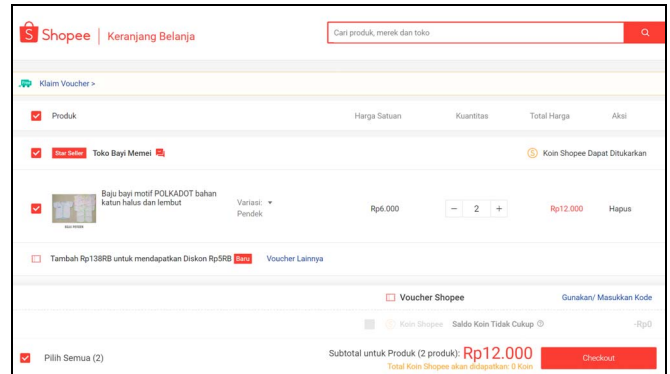 Shopee | Keranjang Belanja
Cari produk, merek dan toko
Klaim Voucher >
Produk Harga Satuan Kuantitas Total Harga Aksi
Star Seller Toko Bayi Memei Koin Shopee Dapat Ditukarkan
Baju bayi motif POLKADOT bahan
katun halus dan lembut
Variasi:
Pendek
Rp6.000 − 2 + Rp12.000 Hapus
Tambah Rp138RB untuk mendapatkan Diskon Rp5RB Baru Voucher Lainnya
Voucher Shopee Gunakan/ Masukkan Kode
Koin Shopee Saldo Koin Tidak Cukup ? -Rp0
Pilih Semua (2) Subtotal untuk Produk (2 produk): Rp12.000 Checkout
Total Koin Shopee akan didapatkan: 0 Koin